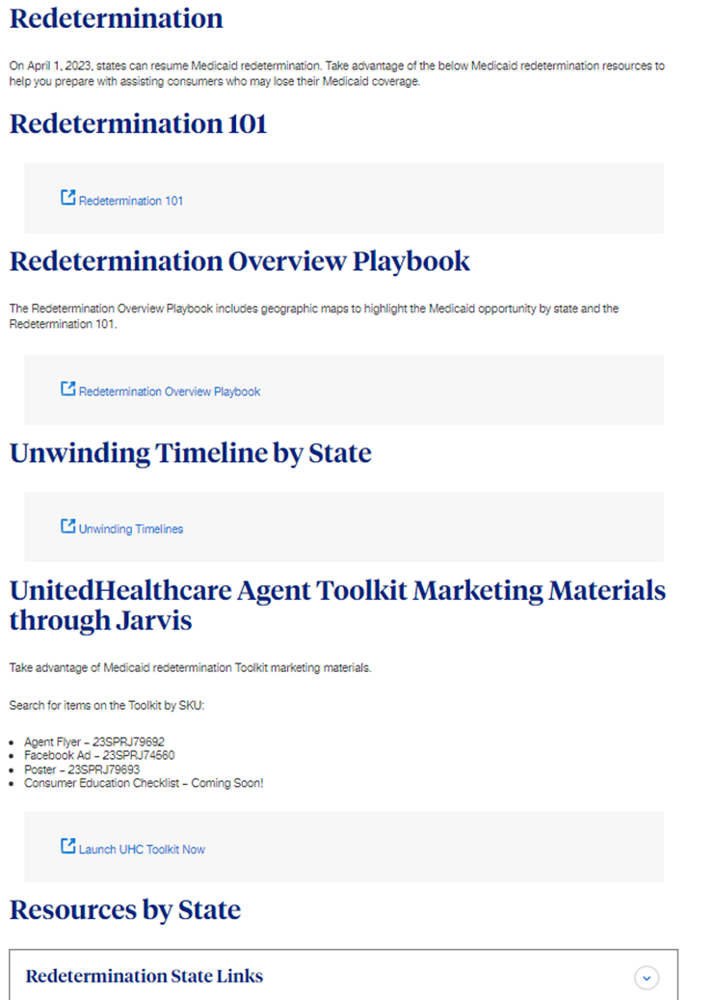 Redetermination
On April 1, 2023, states can resume Medicaid redetermination. Take advantage of the below Medicaid redetermination resources to
help you prepare with assisting consumers who may lose their Medicaid coverage.
Redetermination 101
Redetermination 101
Redetermination Overview Playbook
The Redetermination Overview Playbook includes geographic maps to highlight the Medicaid opportunity by state and the
Redetermination 101.
Redetermination Overview Playbook
Unwinding Timeline by State
Unwinding Timelines
UnitedHealthcare Agent Toolkit Marketing Materials
through Jarvis
Take advantage of Medicaid redetermination Toolkit marketing materials.
Search for items on the Toolkit by SKU:
• Agent Flyer – 23SPRJ79692
• Facebook Ad – 23SPRJ74560
• Poster – 23SPRJ79693
• Consumer Education Checklist – Coming Soon!
Launch UHC Toolkit Now
Resources by State
Redetermination State Links